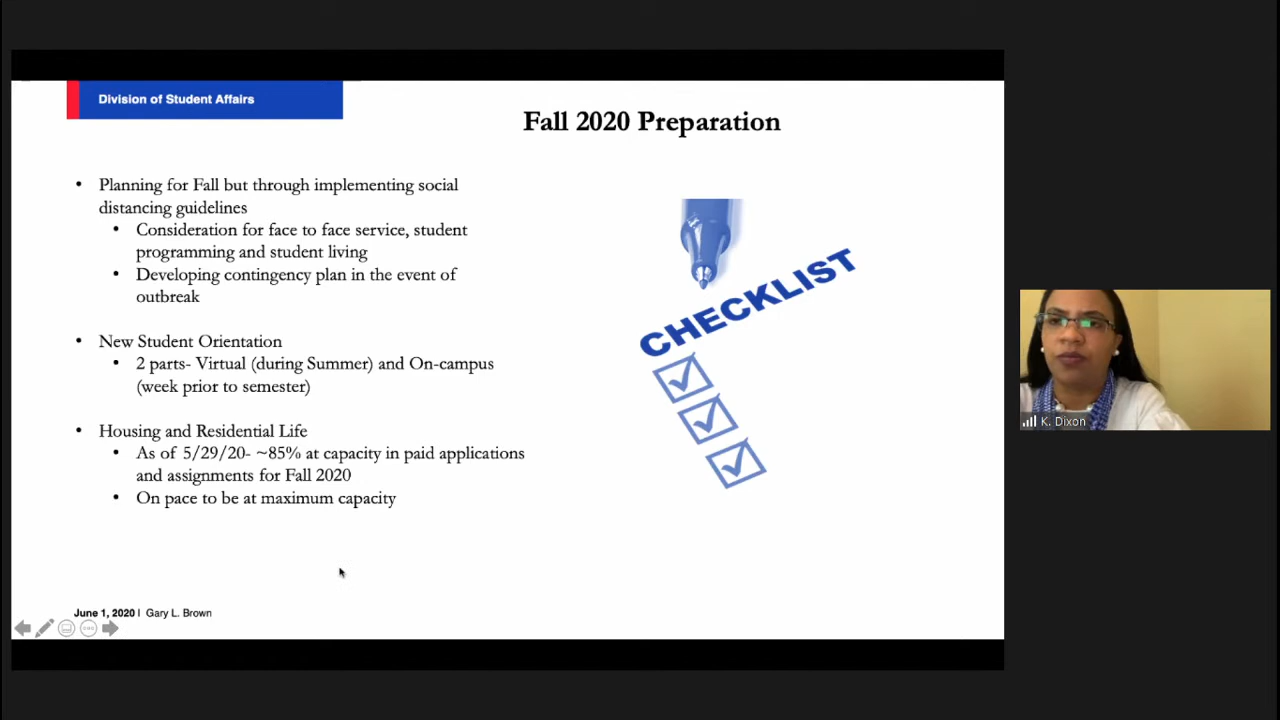 Division of Student Affairs
Fall 2020 Preparation
• Planning for Fall but through implementing social
distancing guidelines
• Consideration for face to face service, student
programming and student living
• Developing contingency plan in the event of
outbreak
• New Student Orientation
• 2 parts- Virtual (during Summer) and On-campus
(week prior to semester)
• Housing and Residential Life
• As of 5/29/20- ~85% at capacity in paid applications
and assignments for Fall 2020
• On pace to be at maximum capacity
CHECKLIST
June 1, 2020 | Gary L. Brown
K. Dixon